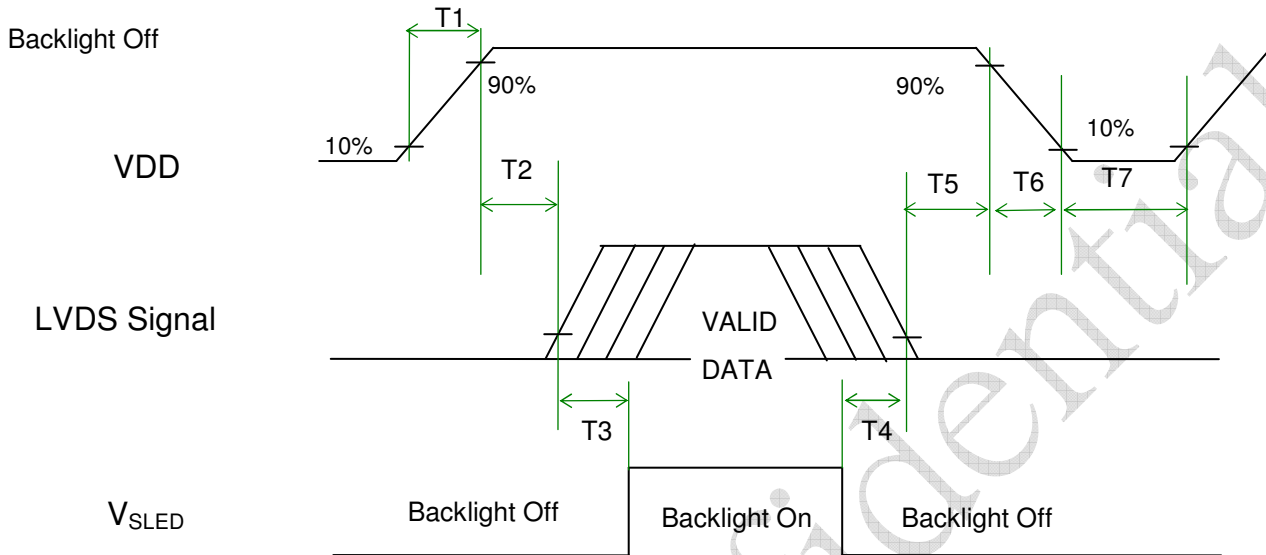 T1
Backlight Off
90%
90%
10%
10%
VDD
T2
T5
T6
T7
LVDS Signal
VALID
DATA
T3
T4
VSLED
Backlight Off
Backlight On
Backlight Off